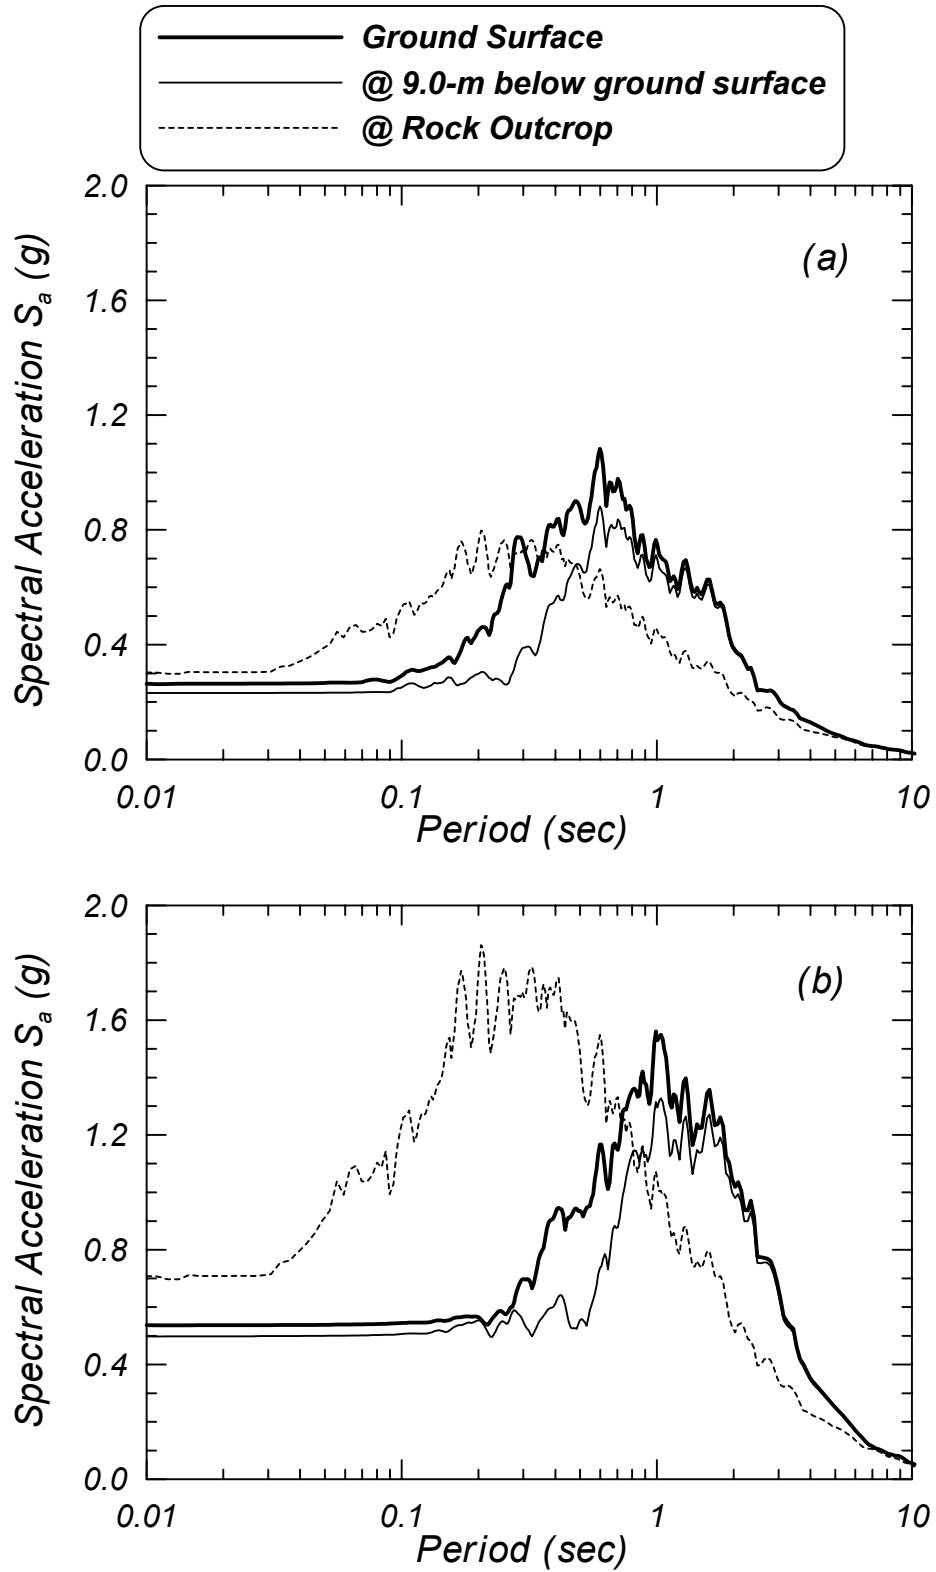 Ground Surface
@ 9.0-m below ground surface
@ Rock Outcrop
2.0
(a)
1.6
1.2
0.8
0.4
0.0
Spectral Acceleration Sa (g)
0.01 0.1 1 10
Period (sec)
2.0
(b)
1.6
1.2
0.8
0.4
0.0
Spectral Acceleration Sa (g)
0.01 0.1 1 10
Period (sec)